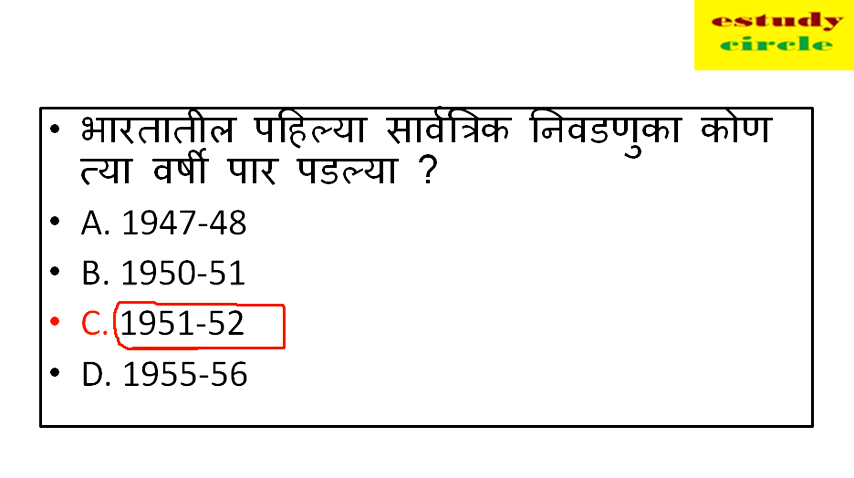 estudy
circle
• भारतातील पहिल्या सार्वत्रिक निवडणुका कोण
त्या वर्षी पार पडल्या ?
• A. 1947-48
• B. 1950-51
• C. 1951-52
• D. 1955-56